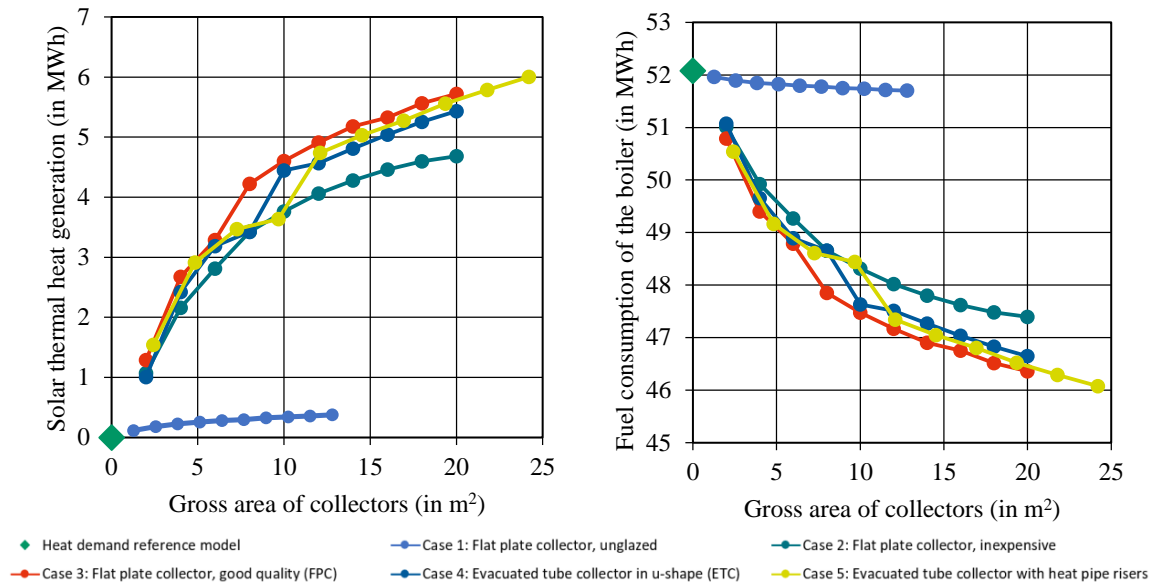 Solar thermal heat generation (in MWh)
7
6
5
4
3
2
1
0
0 5 10 15 20 25
Gross area of collectors (in m²)
Fuel consumption of the boiler (in MWh)
53
52
51
50
49
48
47
46
45
0 5 10 15 20 25
Gross area of collectors (in m²)
Heat demand reference model
Case 1: Flat plate collector, unglazed
Case 2: Flat plate collector, inexpensive
Case 3: Flat plate collector, good quality (FPC)
Case 4: Evacuated tube collector in u-shape (ETC)
Case 5: Evacuated tube collector with heat pipe risers